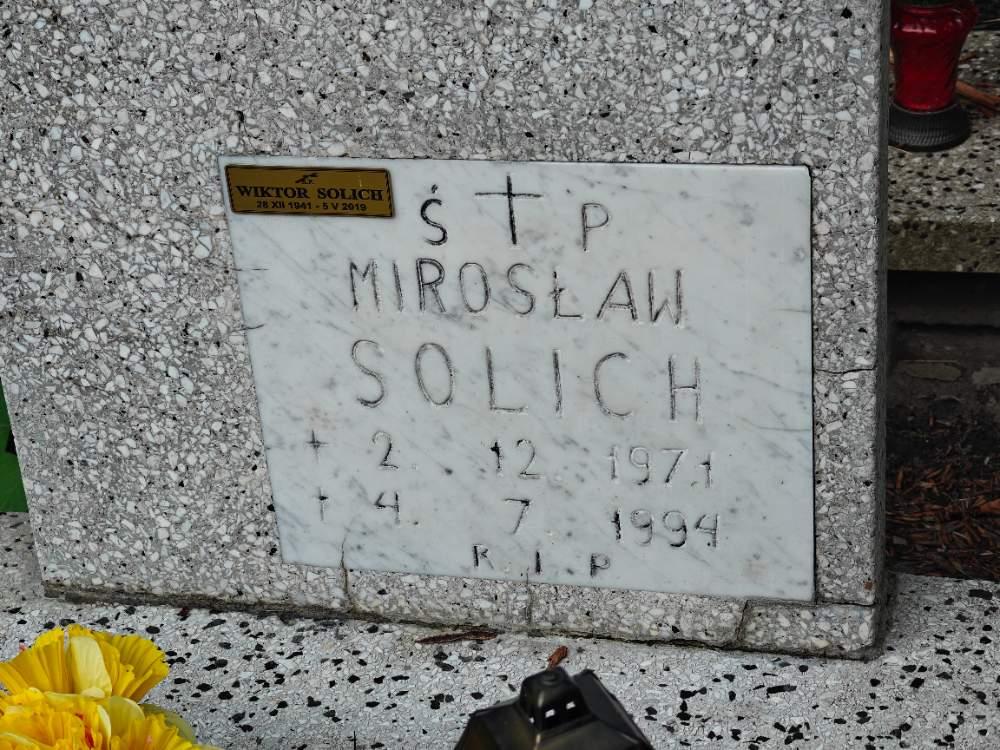 WIKTOR SOLICH
28 XII 1941 - 5 V 2019
Ś † P
MIROSŁAW
SOLICH
† 2. 12. 1971
† 4. 7. 1994
R. I. P